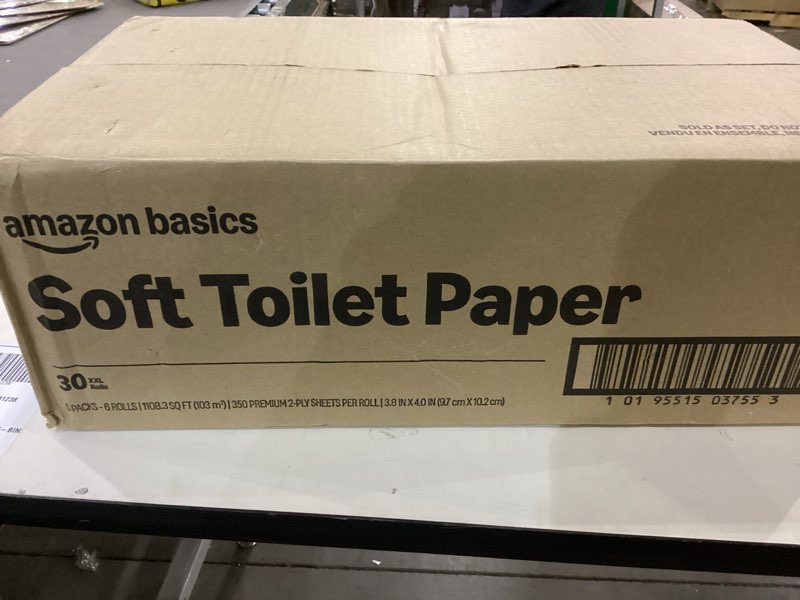 SOLD AS SET, DO NO
VENDU EN ENSEMBLE, NE
amazon basics
Soft Toilet Paper
30 XXL Rolls
PACKS - 6 ROLLS | 1108.3 SQ FT (103 m²) | 350 PREMIUM 2-PLY SHEETS PER ROLL | 3.8 IN X 4.0 IN (9.7 cm X 10.2 cm)
1 01 95515 03755 3